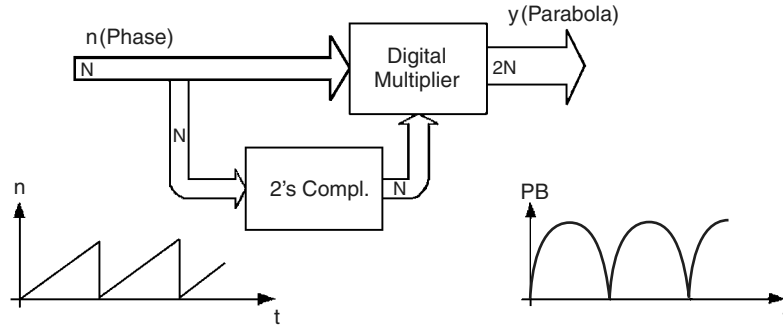 y(Parabola)
n(Phase)
N
Digital
Multiplier
2N
N
2's Compl.
N
n
t
PB